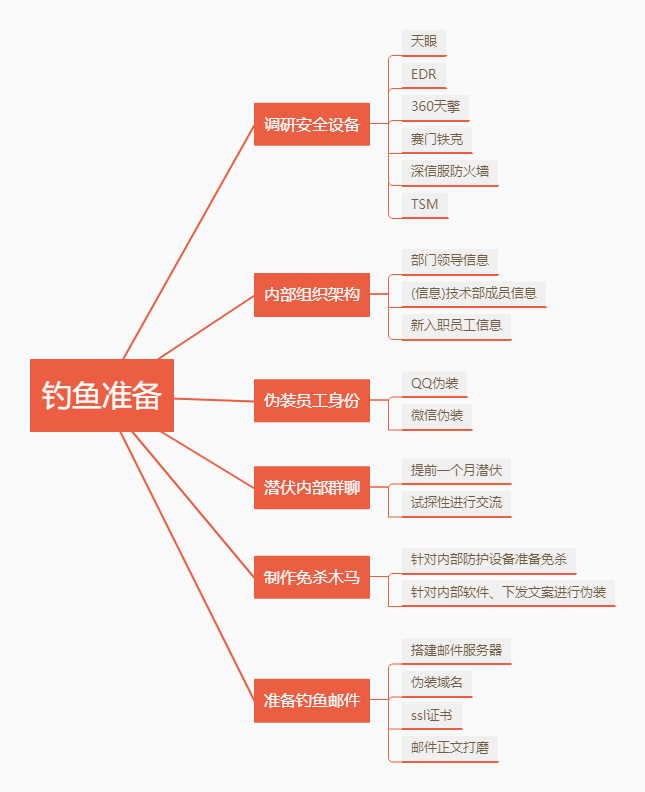 钓鱼准备
调研安全设备
天眼
EDR
360天擎
赛门铁克
深信服防火墙
TSM
内部组织架构
部门领导信息
(信息)技术部成员信息
新入职员工信息
伪装员工身份
QQ伪装
微信伪装
潜伏内部群聊
提前一个月潜伏
试探性进行交流
制作免杀木马
针对内部防护设备准备免杀
针对内部软件、下发文案进行伪装
准备钓鱼邮件
搭建邮件服务器
伪装域名
ssl证书
邮件正文打磨